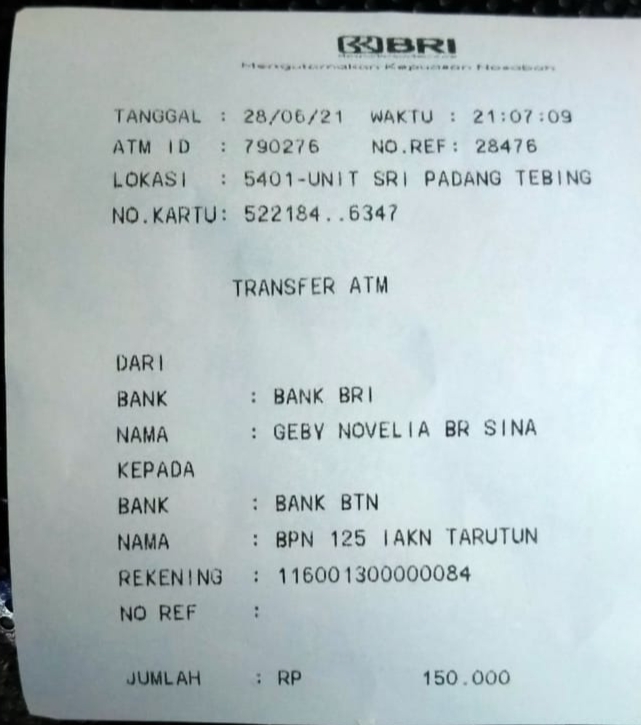 BRI
Mengutamakan Kepuasan Nasabah
TANGGAL : 28/06/21 WAKTU : 21:07:09
ATM ID : 790276 NO.REF: 28476
LOKASI : 5401-UNIT SRI PADANG TEBING
NO.KARTU: 522184..6347
TRANSFER ATM
DARI
BANK : BANK BRI
NAMA : GEBY NOVELIA BR SINA
KEPADA
BANK : BANK BTN
NAMA : BPN 125 IAKN TARUTUN
REKENING : 116001300000084
NO REF :
JUMLAH : RP 150.000